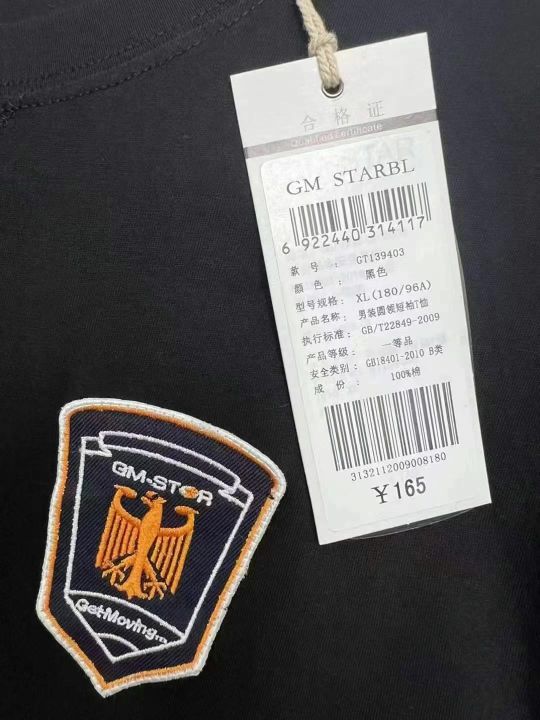 合格证
Qualified Certificate
GM STARBL
6 922440 314117
款 号 : GT139403
颜 色 : 黑色
型号规格: XL(180/96A)
产品名称: 男装圆领短袖T恤
执行标准: GB/T22849-2009
产品等级: 一等品
安全类别: GB18401-2010 B类
成 份 : 100%棉
3132112009008180
¥165
GM-STAR
Get Moving...